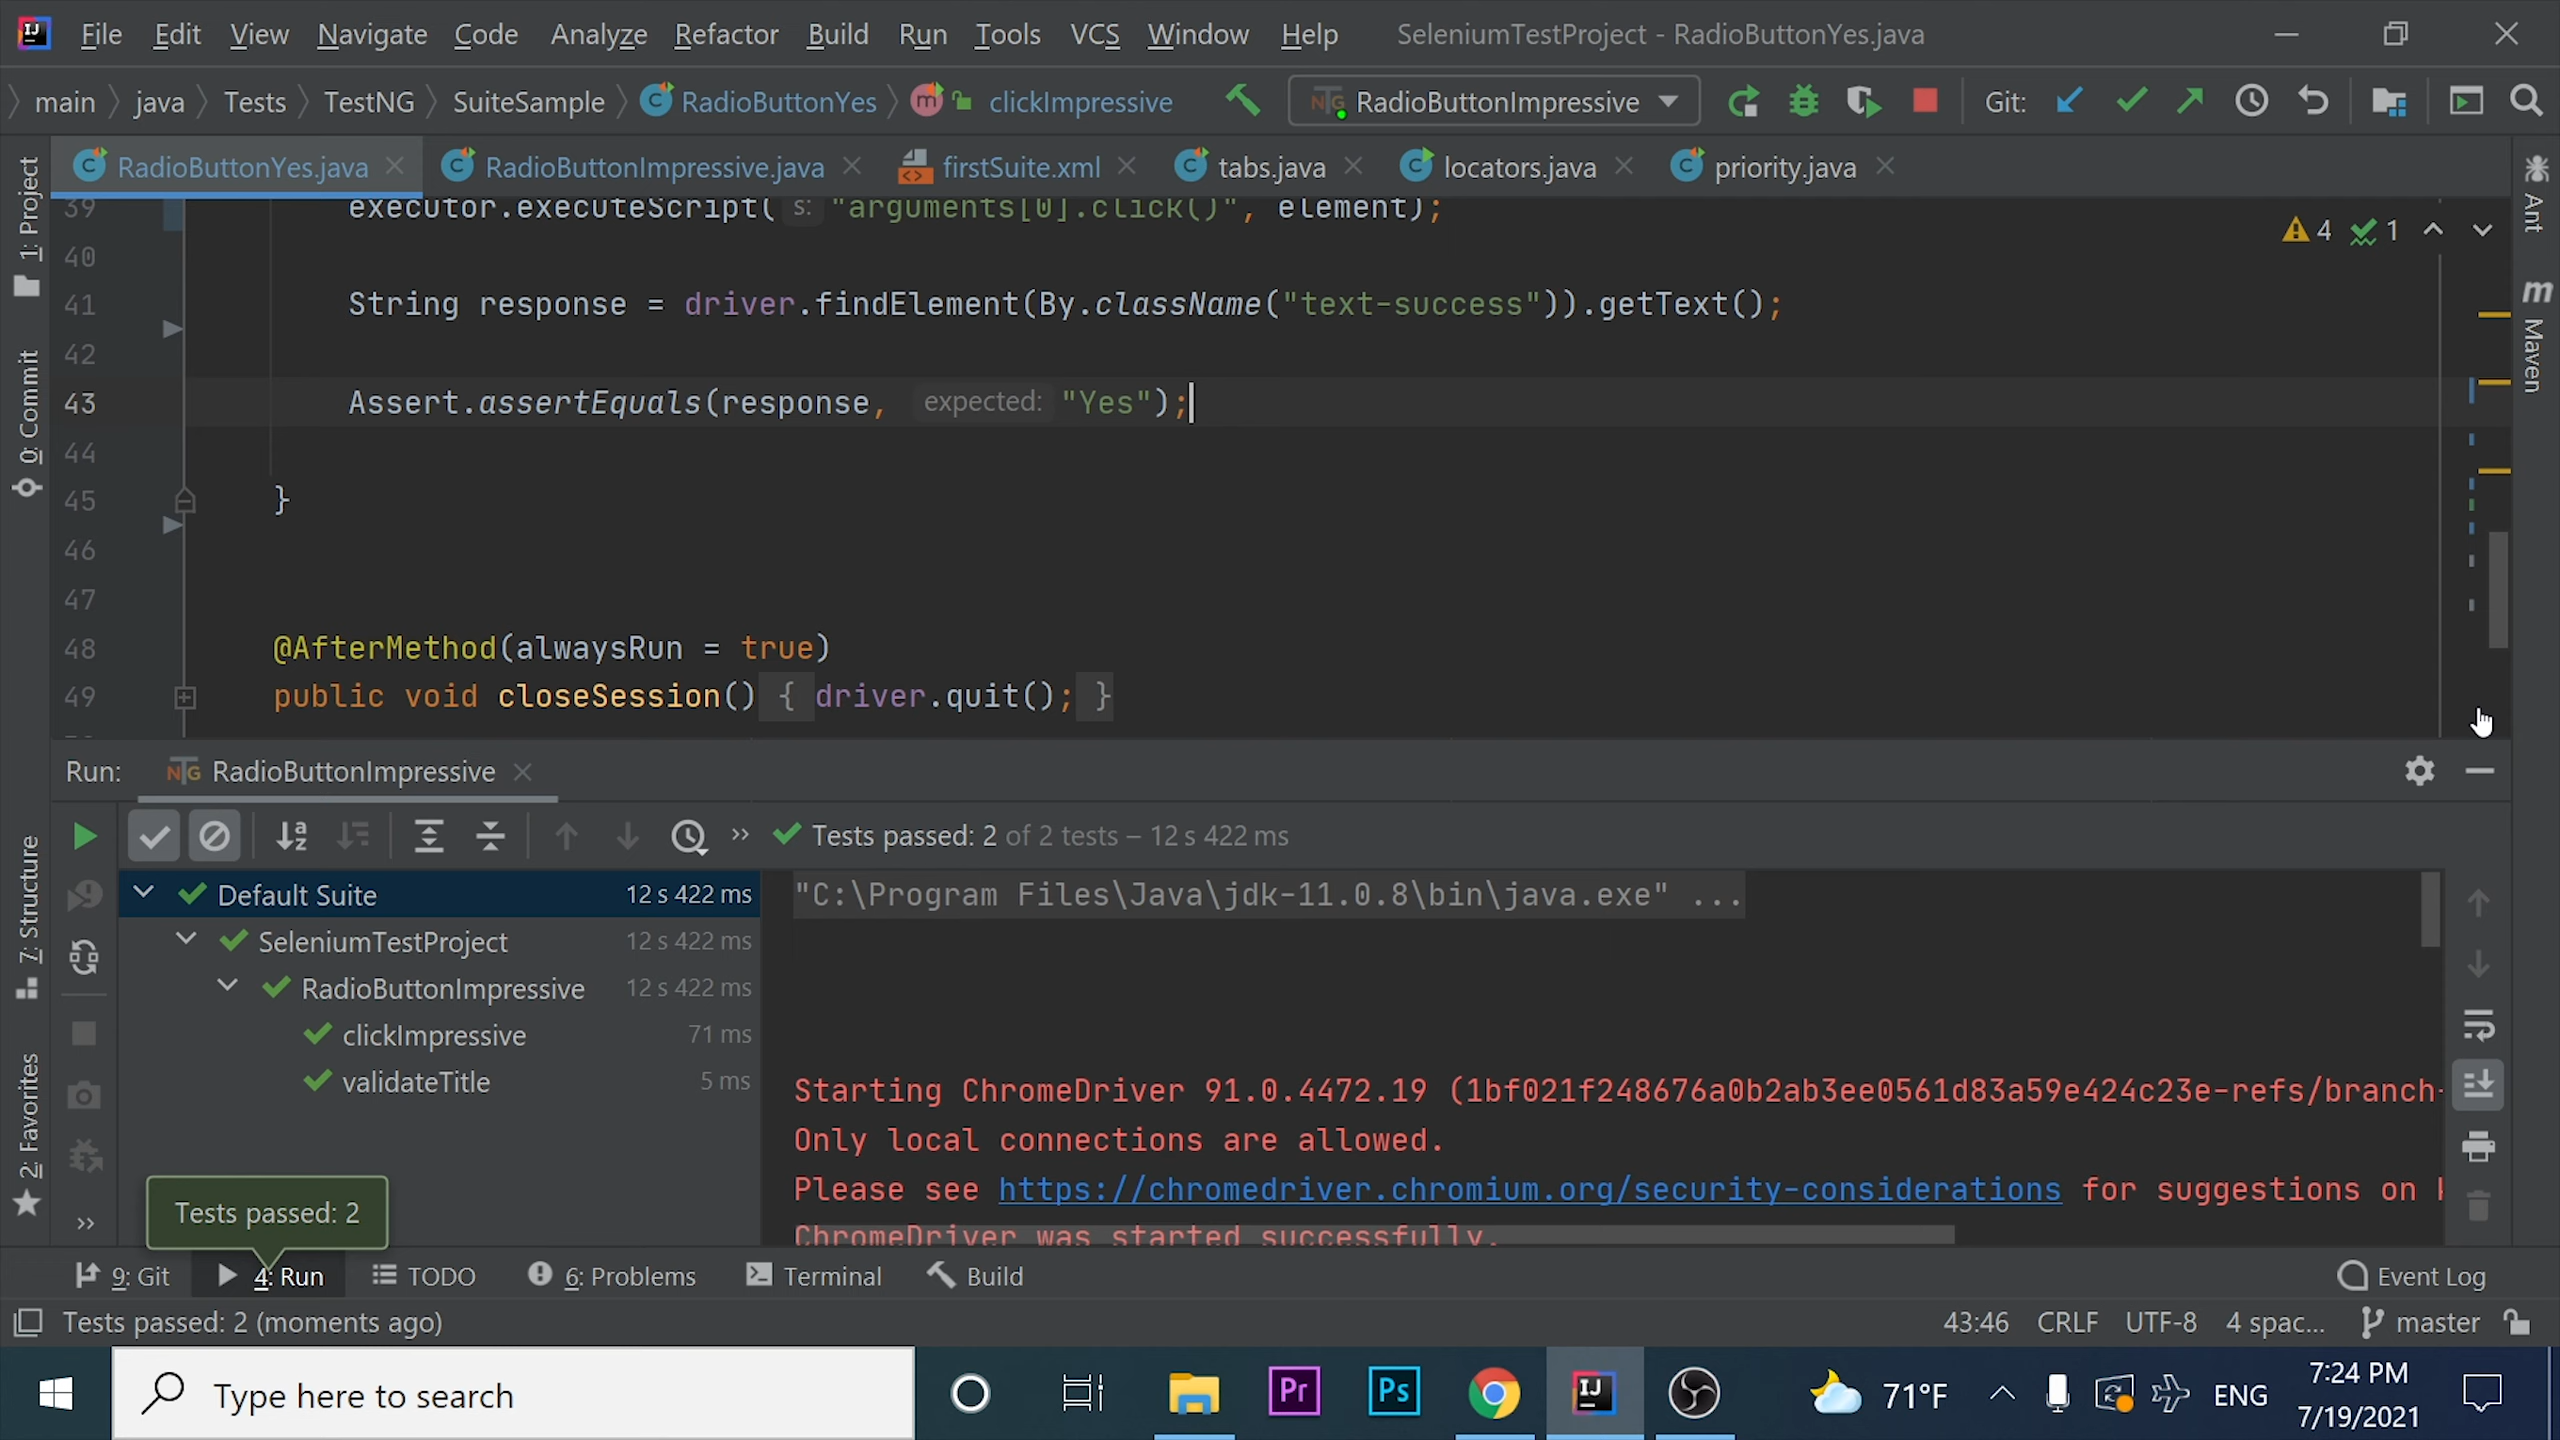 File Edit View Navigate Code Analyze Refactor Build Run Tools VCS Window Help SeleniumTestProject - RadioButtonYes.java
main java Tests TestNG SuiteSample RadioButtonYes clickImpressive RadioButtonImpressive Git:
RadioButtonYes.java RadioButtonImpressive.java firstSuite.xml tabs.java locators.java priority.java
1: Project
0: Commit
7: Structure
2: Favorites
Ant
Maven
4 1
39 executor.executeScript( s: "arguments[0].click()", element);
40
41 String response = driver.findElement(By.className("text-success")).getText();
42
43 Assert.assertEquals(response, expected: "Yes");
44
45 }
46
47
48 @AfterMethod(alwaysRun = true)
49 public void closeSession() { driver.quit(); }
Run: RadioButtonImpressive
Tests passed: 2 of 2 tests – 12 s 422 ms
Default Suite 12 s 422 ms
SeleniumTestProject 12 s 422 ms
RadioButtonImpressive 12 s 422 ms
clickImpressive 71 ms
validateTitle 5 ms
"C:\Program Files\Java\jdk-11.0.8\bin\java.exe" ...
Starting ChromeDriver 91.0.4472.19 (1bf021f248676a0b2ab3ee0561d83a59e424c23e-refs/branch-
Only local connections are allowed.
Please see https://chromedriver.chromium.org/security-considerations for suggestions on
ChromeDriver was started successfully.
Tests passed: 2
9: Git 4: Run TODO 6: Problems Terminal Build Event Log
Tests passed: 2 (moments ago) 43:46 CRLF UTF-8 4 spac... master
Type here to search Pr Ps IJ 71°F ENG 7:24 PM
7/19/2021